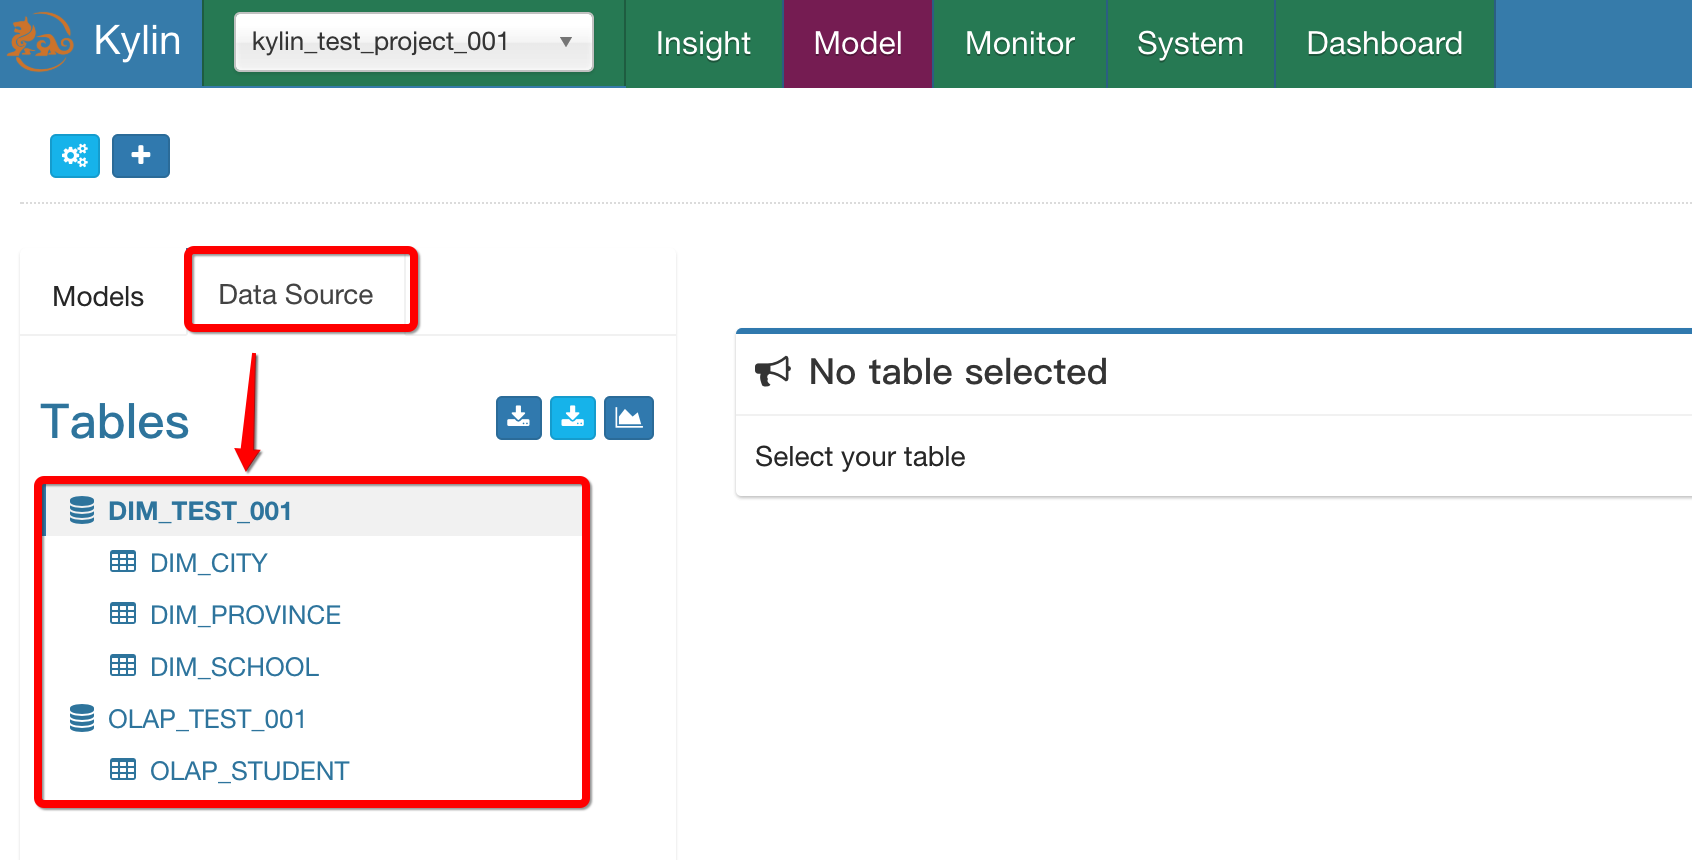 Kylin
kylin_test_project_001
Insight
Model
Monitor
System
Dashboard
Models
Data Source
Tables
DIM_TEST_001
DIM_CITY
DIM_PROVINCE
DIM_SCHOOL
OLAP_TEST_001
OLAP_STUDENT
No table selected
Select your table